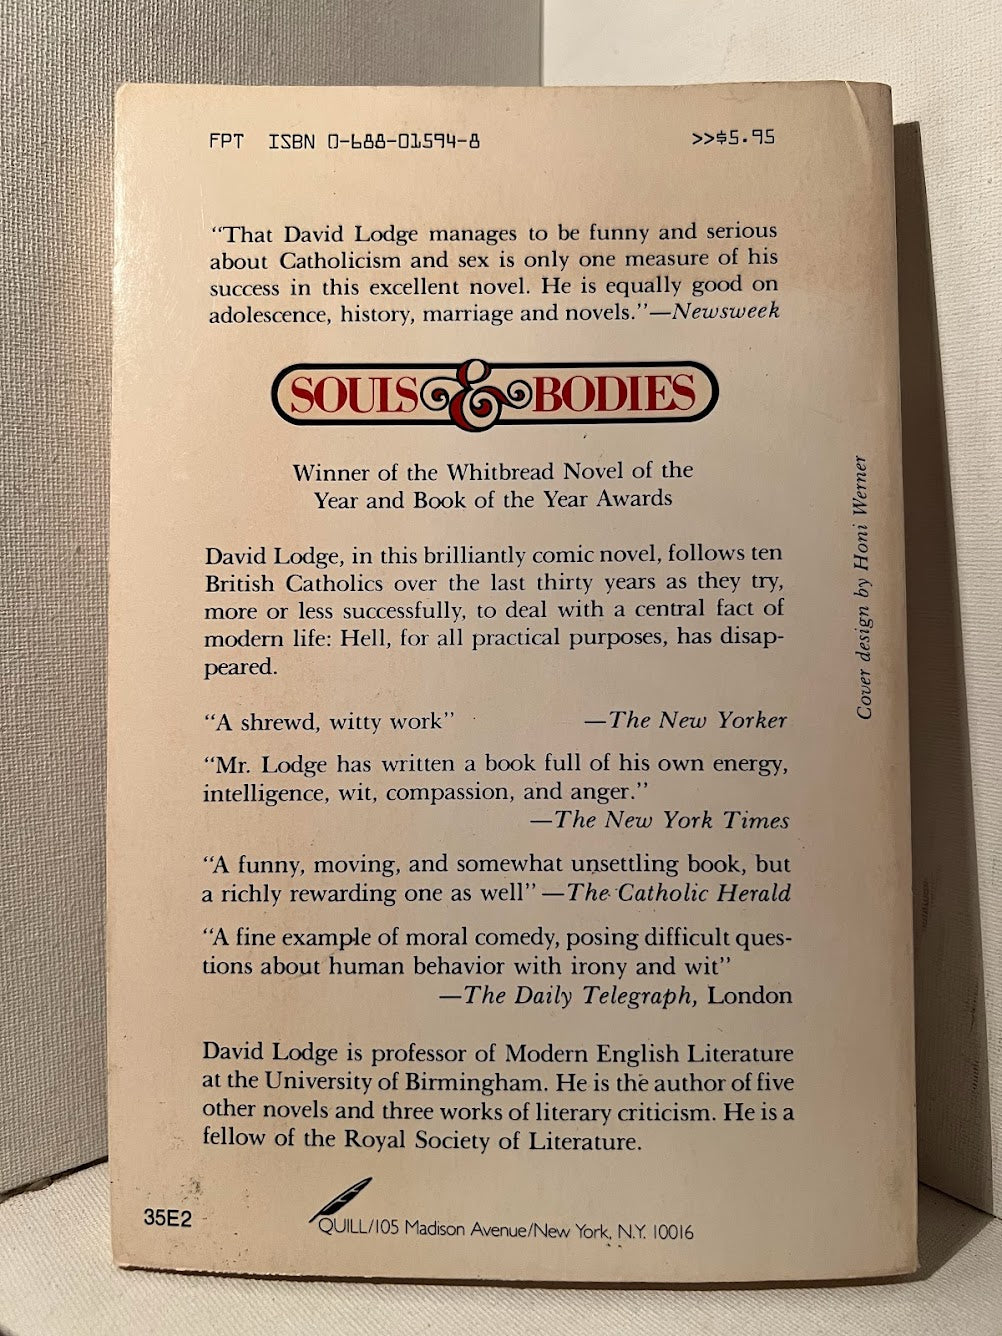 FPT ISBN 0-688-01594-8 >>$5.95
“That David Lodge manages to be funny and serious
about Catholicism and sex is only one measure of his
success in this excellent novel. He is equally good on
adolescence, history, marriage and novels.”—Newsweek
SOULS & BODIES
Winner of the Whitbread Novel of the
Year and Book of the Year Awards
David Lodge, in this brilliantly comic novel, follows ten
British Catholics over the last thirty years as they try,
more or less successfully, to deal with a central fact of
modern life: Hell, for all practical purposes, has disap-
peared.
“A shrewd, witty work” —The New Yorker
“Mr. Lodge has written a book full of his own energy,
intelligence, wit, compassion, and anger.”
—The New York Times
“A funny, moving, and somewhat unsettling book, but
a richly rewarding one as well” —The Catholic Herald
“A fine example of moral comedy, posing difficult ques-
tions about human behavior with irony and wit”
—The Daily Telegraph, London
David Lodge is professor of Modern English Literature
at the University of Birmingham. He is the author of five
other novels and three works of literary criticism. He is a
fellow of the Royal Society of Literature.
35E2
QUILL/105 Madison Avenue/New York, N.Y. 10016
Cover design by Honi Werner